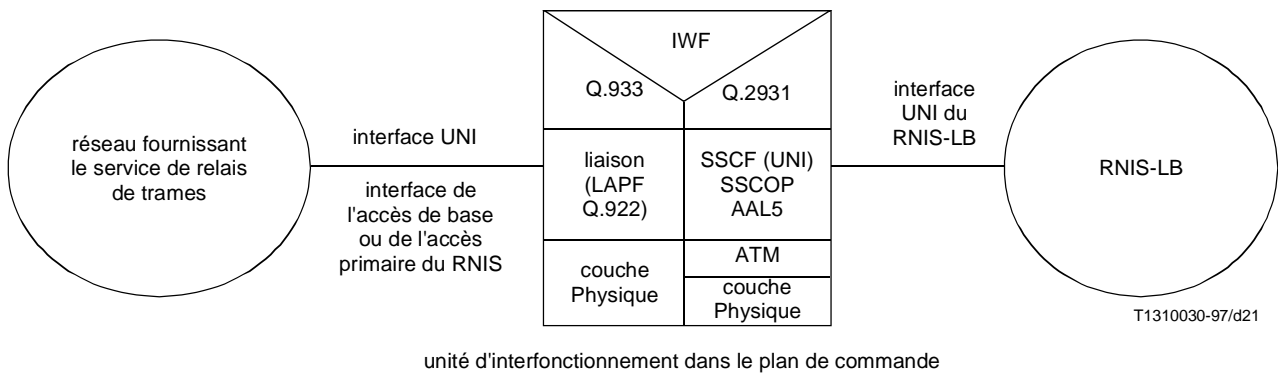 IWF
Q.933
Q.2931
réseau fournissant
le service de relais
de trames
interface UNI
interface de
l'accès de base
ou de l'accès
primaire du RNIS
liaison
(LAPF
Q.922)
SSCF (UNI)
SSCOP
AAL5
couche
Physique
ATM
couche
Physique
interface
UNI du
RNIS-LB
RNIS-LB
T1310030-97/d21
unité d'interfonctionnement dans le plan de commande